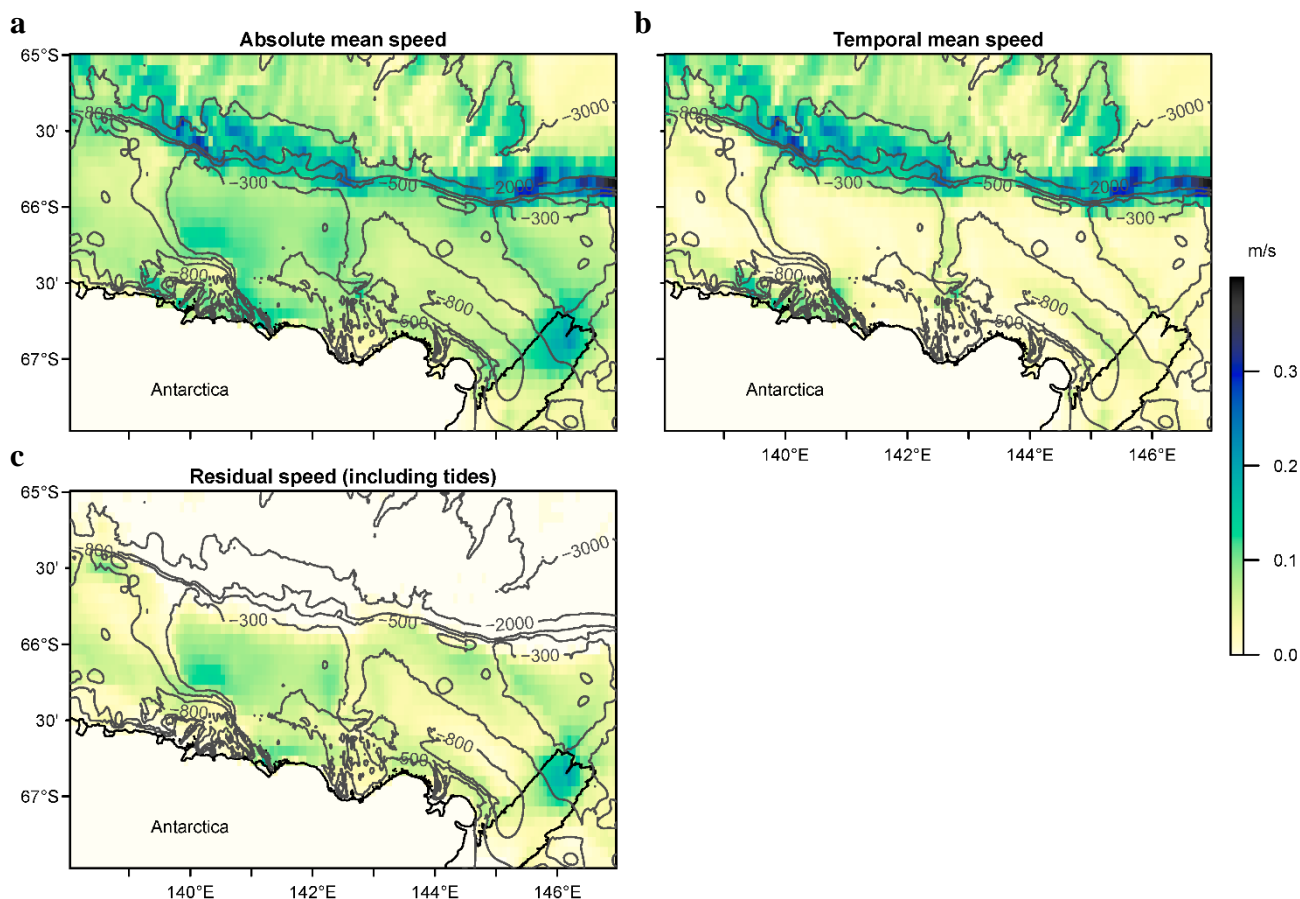 a
Absolute mean speed
65°S
30'
66°S
30'
67°S
−800
−3000
−300
−500
−2000
−300
−800
−800
−500
Antarctica
b
Temporal mean speed
−800
−3000
−300
−500
−2000
−300
−800
−800
−500
Antarctica
140°E
142°E
144°E
146°E
m/s
0.3
0.2
0.1
0.0
c
Residual speed (including tides)
65°S
30'
66°S
30'
67°S
−800
−3000
−300
−500
−2000
−300
−800
−800
−500
Antarctica
140°E
142°E
144°E
146°E